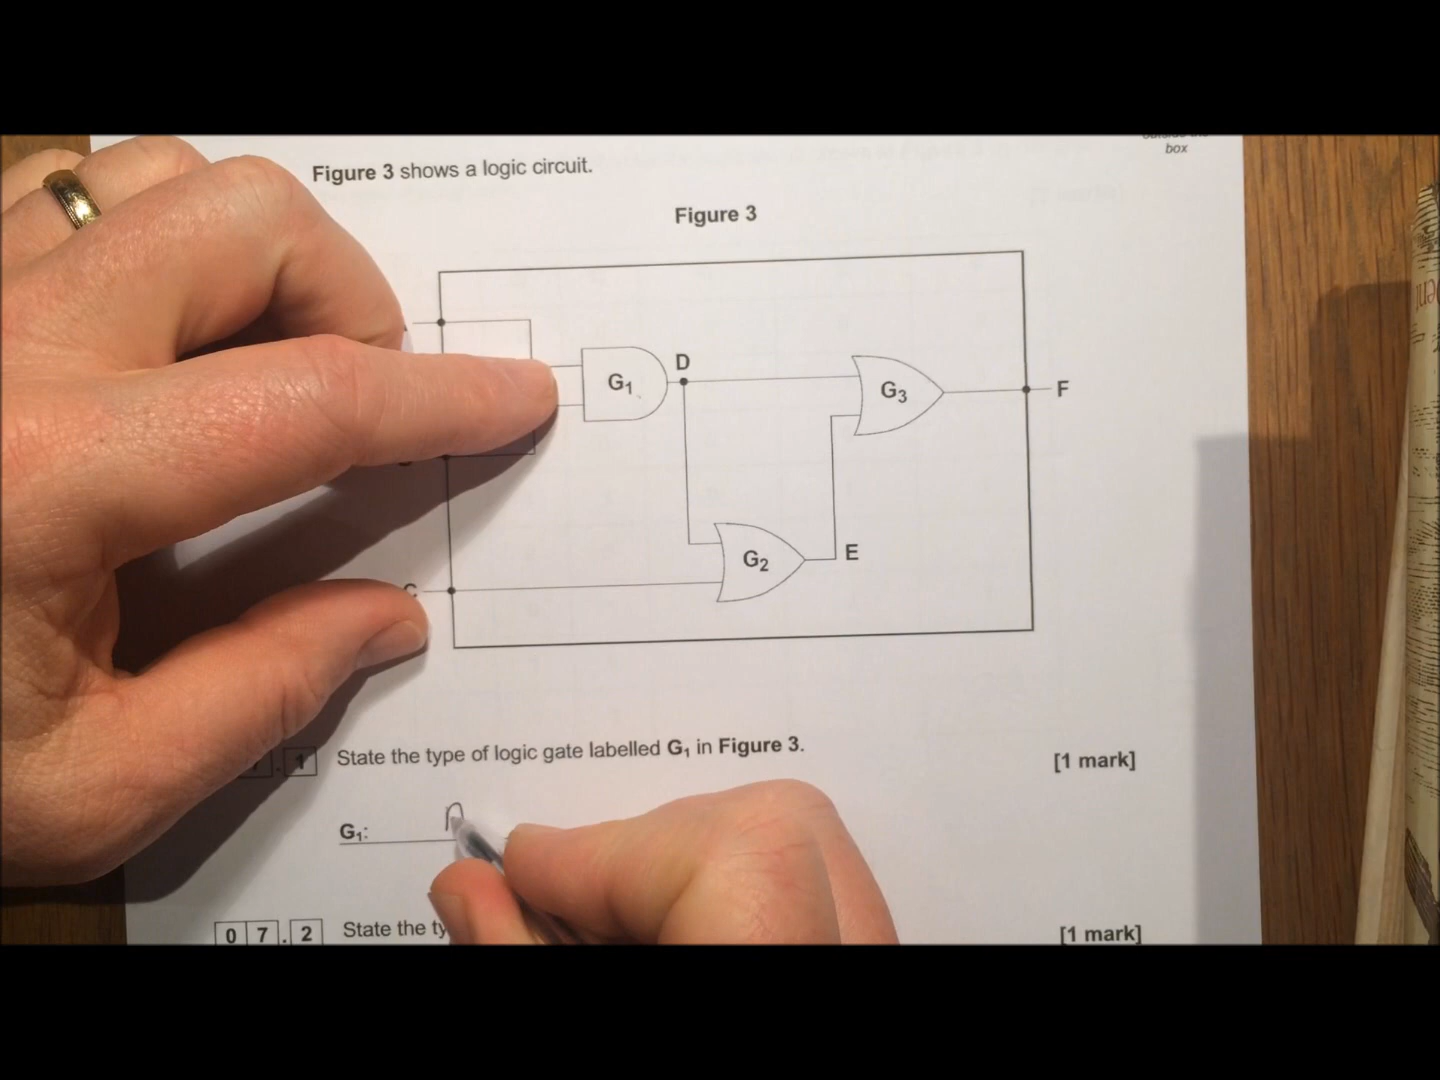 box
Figure 3 shows a logic circuit.
Figure 3
G1
D
G3
F
G2
E
C
1
State the type of logic gate labelled G1 in Figure 3.
[1 mark]
G1:
0 7 . 2
State the
[1 mark]